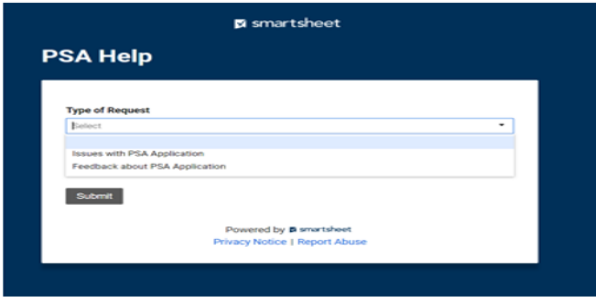 smartsheet
PSA Help
Type of Request
Select
Issues with PSA Application
Feedback about PSA Application
Submit
Powered by smartsheet
Privacy Notice | Report Abuse